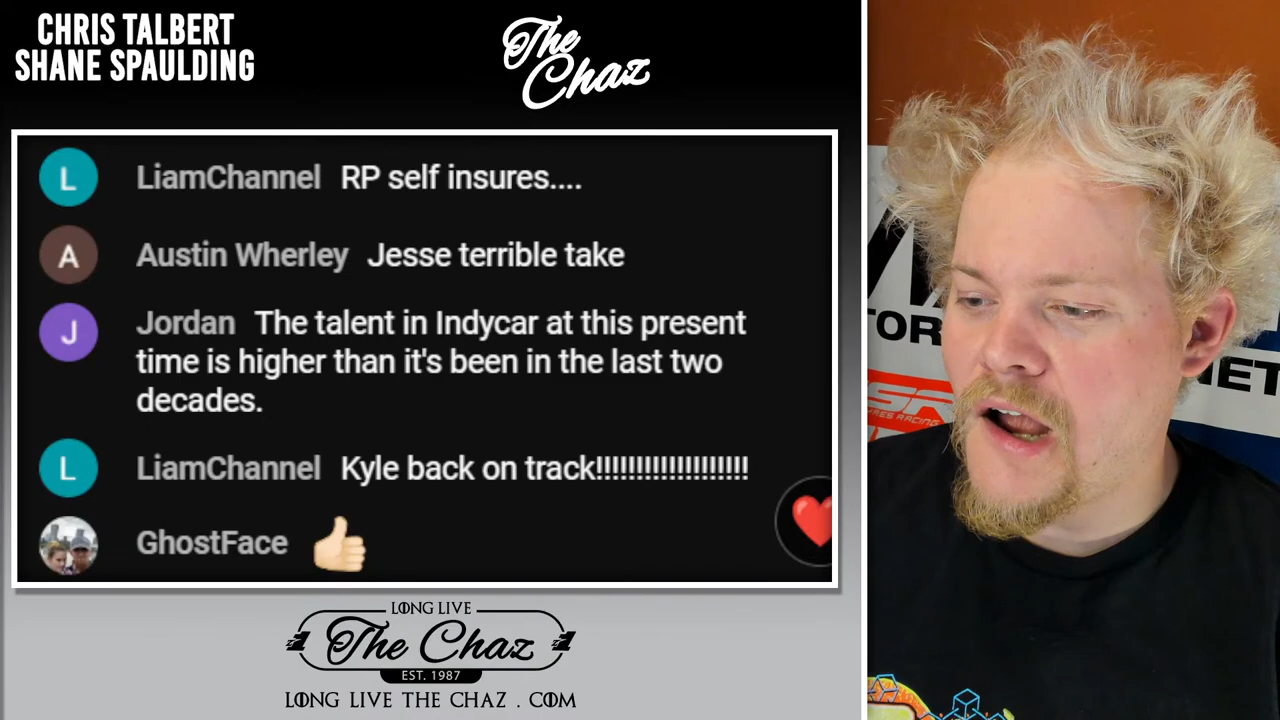 CHRIS TALBERT
SHANE SPAULDING
The
Chaz
L LiamChannel RP self insures....
A Austin Wherley Jesse terrible take
J Jordan The talent in Indycar at this present
time is higher than it's been in the last two
decades.
L LiamChannel Kyle back on track!!!!!!!!!!!!!!!!!!!
GhostFace 👍🏻
LONG LIVE
The Chaz
EST. 1987
LONG LIVE THE CHAZ . COM